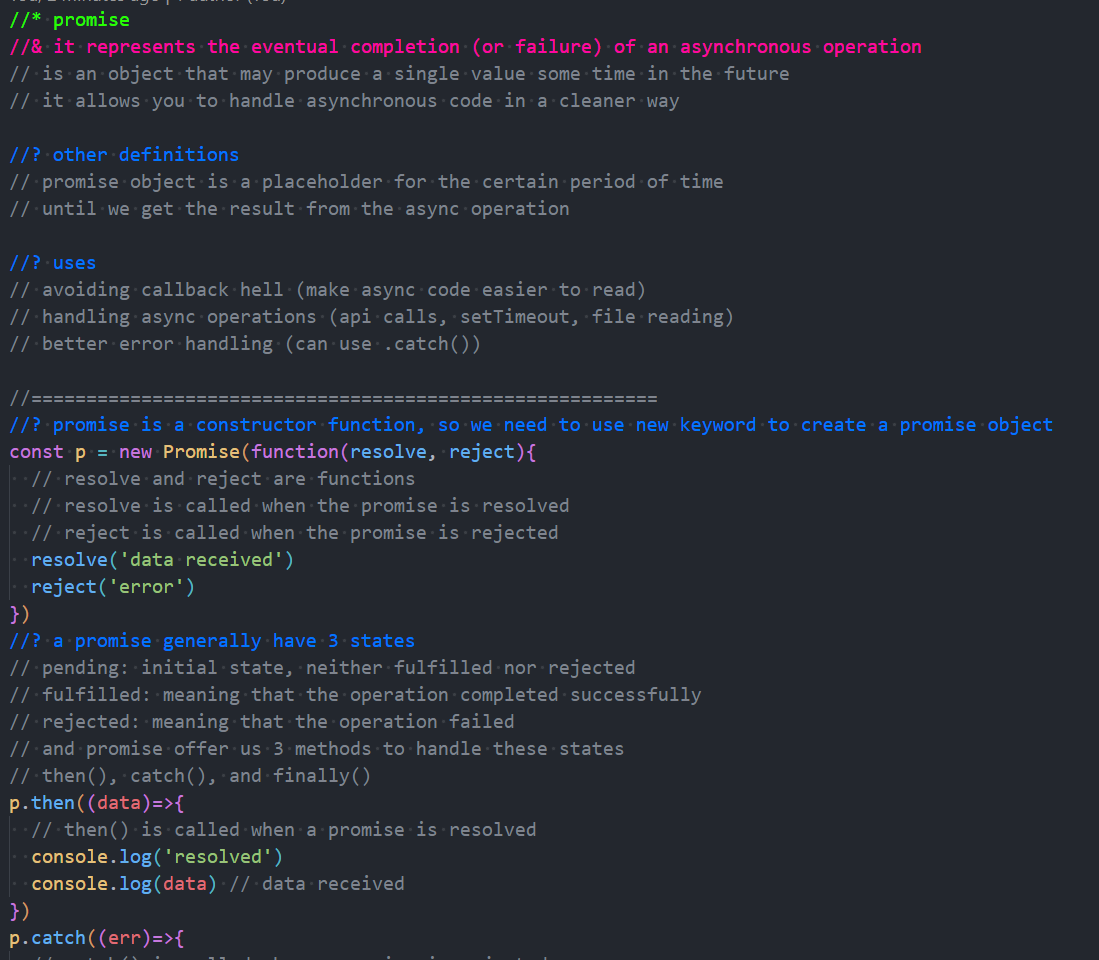 //* promise
//& it represents the eventual completion (or failure) of an asynchronous operation
// is an object that may produce a single value some time in the future
// it allows you to handle asynchronous code in a cleaner way
//? other definitions
// promise object is a placeholder for the certain period of time
// until we get the result from the async operation
//? uses
// avoiding callback hell (make async code easier to read)
// handling async operations (api calls, setTimeout, file reading)
// better error handling (can use .catch())
//=========================================================
//? promise is a constructor function, so we need to use new keyword to create a promise object
const p = new Promise(function(resolve, reject){
// resolve and reject are functions
// resolve is called when the promise is resolved
// reject is called when the promise is rejected
resolve('data received')
reject('error')
})
//? a promise generally have 3 states
// pending: initial state, neither fulfilled nor rejected
// fulfilled: meaning that the operation completed successfully
// rejected: meaning that the operation failed
// and promise offer us 3 methods to handle these states
// then(), catch(), and finally()
p.then((data)=>{
// then() is called when a promise is resolved
console.log('resolved')
console.log(data) // data received
})
p.catch((err)=>{